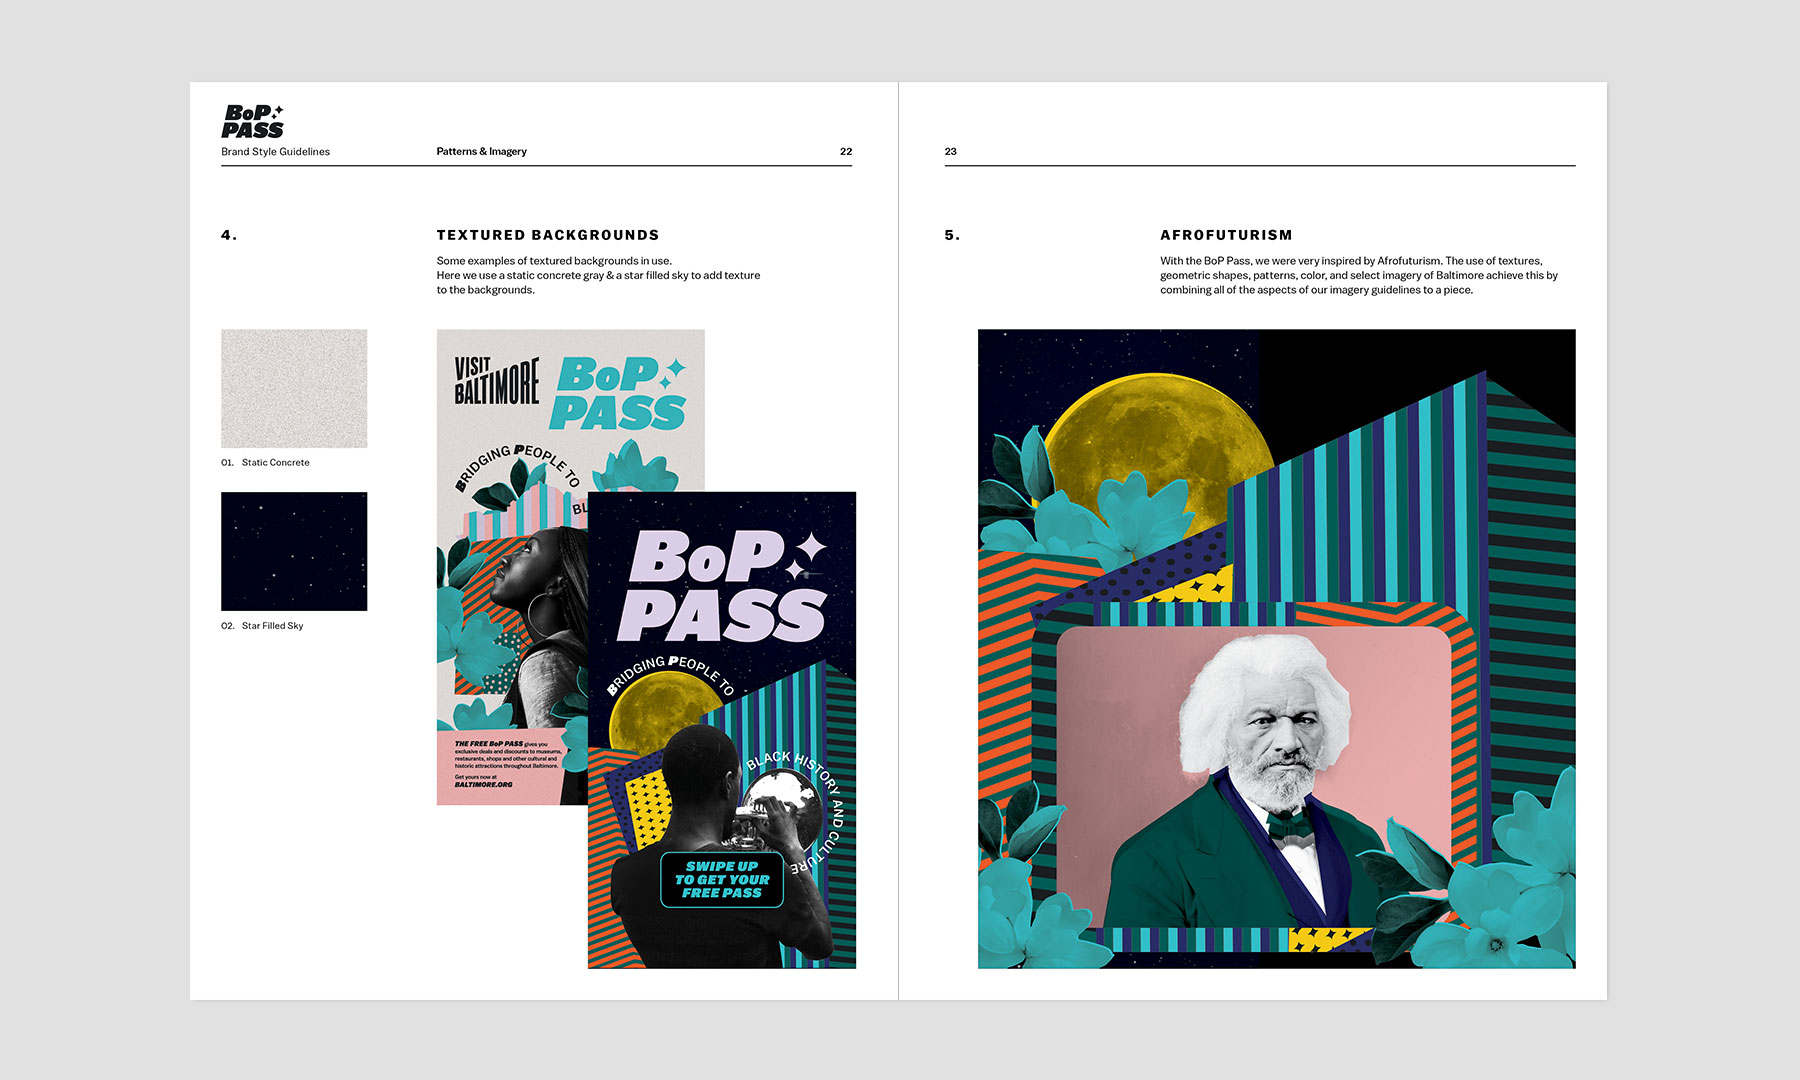 BoP
PASS
Brand Style Guidelines
Patterns & Imagery
22
4.
TEXTURED BACKGROUNDS
Some examples of textured backgrounds in use.
Here we use a static concrete gray & a star filled sky to add texture
to the backgrounds.
01. Static Concrete
02. Star Filled Sky
VISIT
BALTIMORE
BoP
PASS
BRIDGING PEOPLE TO
BL
THE FREE BoP PASS gives you
exclusive deals and discounts to museums,
restaurants, shops and other cultural and
historic attractions throughout Baltimore.
Get yours now at
BALTIMORE.ORG
BoP
PASS
BRIDGING PEOPLE TO
BLACK HISTORY AND CULTURE
SWIPE UP
TO GET YOUR
FREE PASS
23
5.
AFROFUTURISM
With the BoP Pass, we were very inspired by Afrofuturism. The use of textures,
geometric shapes, patterns, color, and select imagery of Baltimore achieve this by
combining all of the aspects of our imagery guidelines to a piece.